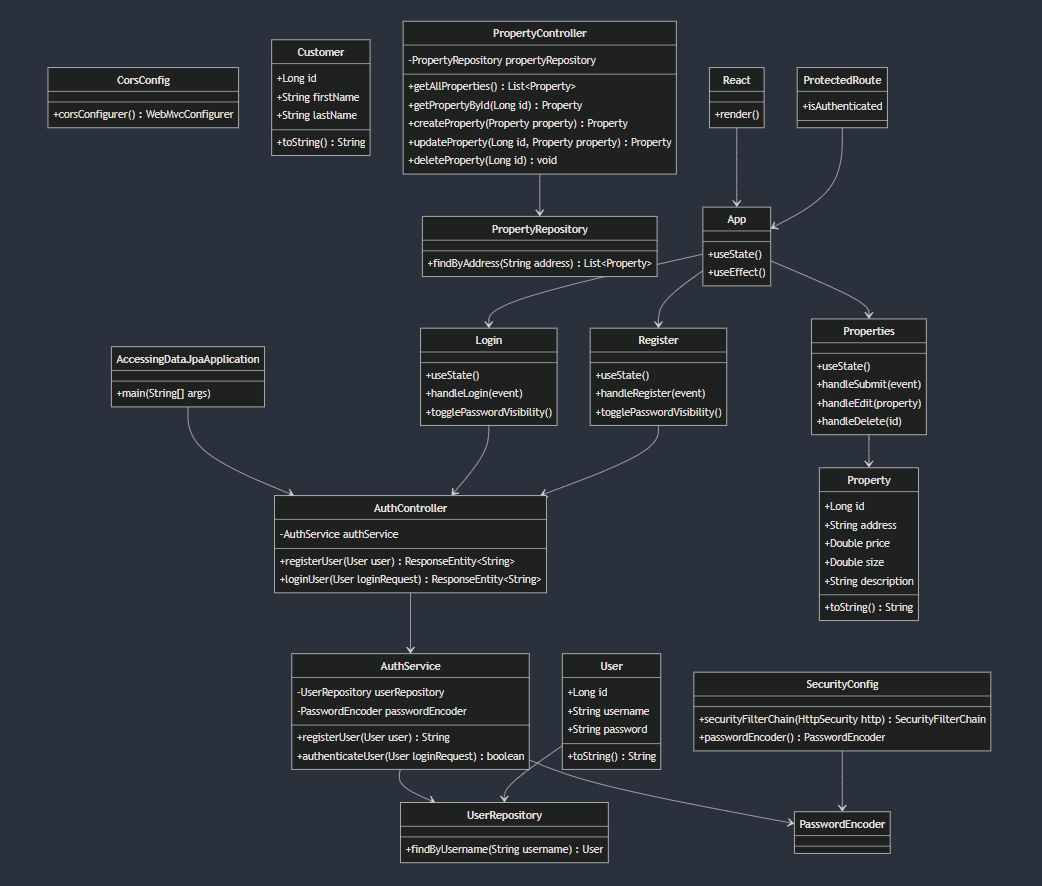 CorsConfig
+corsConfigurer() : WebMvcConfigurer
Customer
+Long id
+String firstName
+String lastName
+toString() : String
PropertyController
-PropertyRepository propertyRepository
+getAllProperties() : List<Property>
+getPropertyById(Long id) : Property
+createProperty(Property property) : Property
+updateProperty(Long id, Property property) : Property
+deleteProperty(Long id) : void
React
+render()
ProtectedRoute
+isAuthenticated
PropertyRepository
+findByAddress(String address) : List<Property>
App
+useState()
+useEffect()
AccessingDataJpaApplication
+main(String[] args)
Login
+useState()
+handleLogin(event)
+togglePasswordVisibility()
Register
+useState()
+handleRegister(event)
+togglePasswordVisibility()
Properties
+useState()
+handleSubmit(event)
+handleEdit(property)
+handleDelete(id)
AuthController
-AuthService authService
+registerUser(User user) : ResponseEntity<String>
+loginUser(User loginRequest) : ResponseEntity<String>
Property
+Long id
+String address
+Double price
+Double size
+String description
+toString() : String
AuthService
-UserRepository userRepository
-PasswordEncoder passwordEncoder
+registerUser(User user) : String
+authenticateUser(User loginRequest) : boolean
User
+Long id
+String username
+String password
+toString() : String
SecurityConfig
+securityFilterChain(HttpSecurity http) : SecurityFilterChain
+passwordEncoder() : PasswordEncoder
UserRepository
+findByUsername(String username) : User
PasswordEncoder